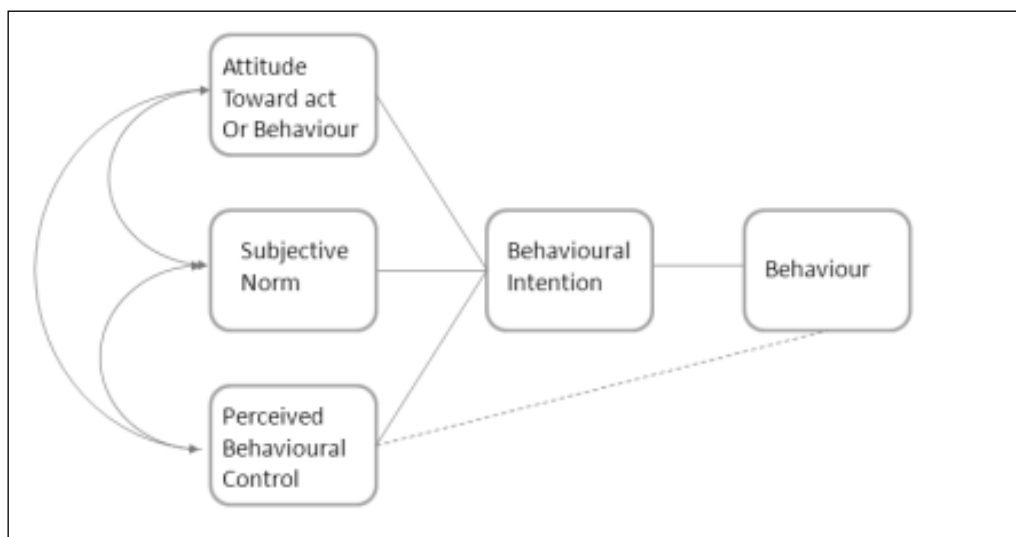 Attitude
Toward act
Or Behaviour
Subjective
Norm
Behavioural
Intention
Behaviour
Perceived
Behavioural
Control